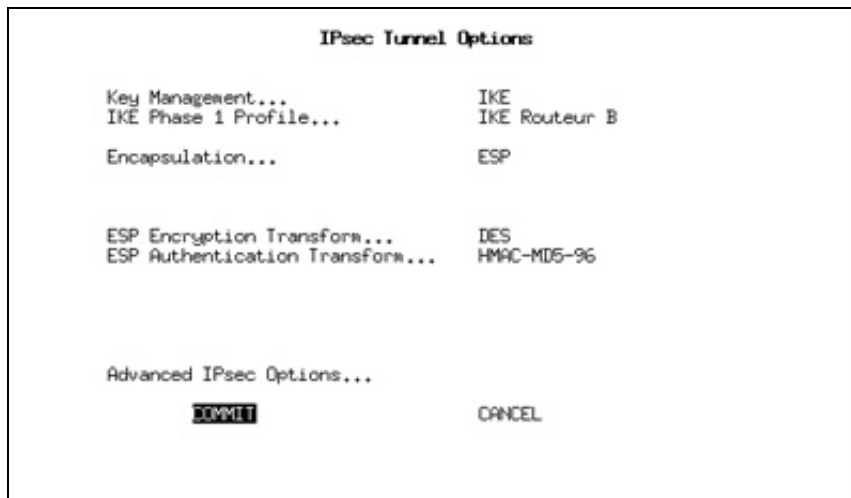 IPsec Tunnel Options
Key Management... IKE
IKE Phase 1 Profile... IKE Routeur B
Encapsulation... ESP
ESP Encryption Transform... DES
ESP Authentication Transform... HMAC-MD5-96
Advanced IPsec Options...
COMMIT CANCEL